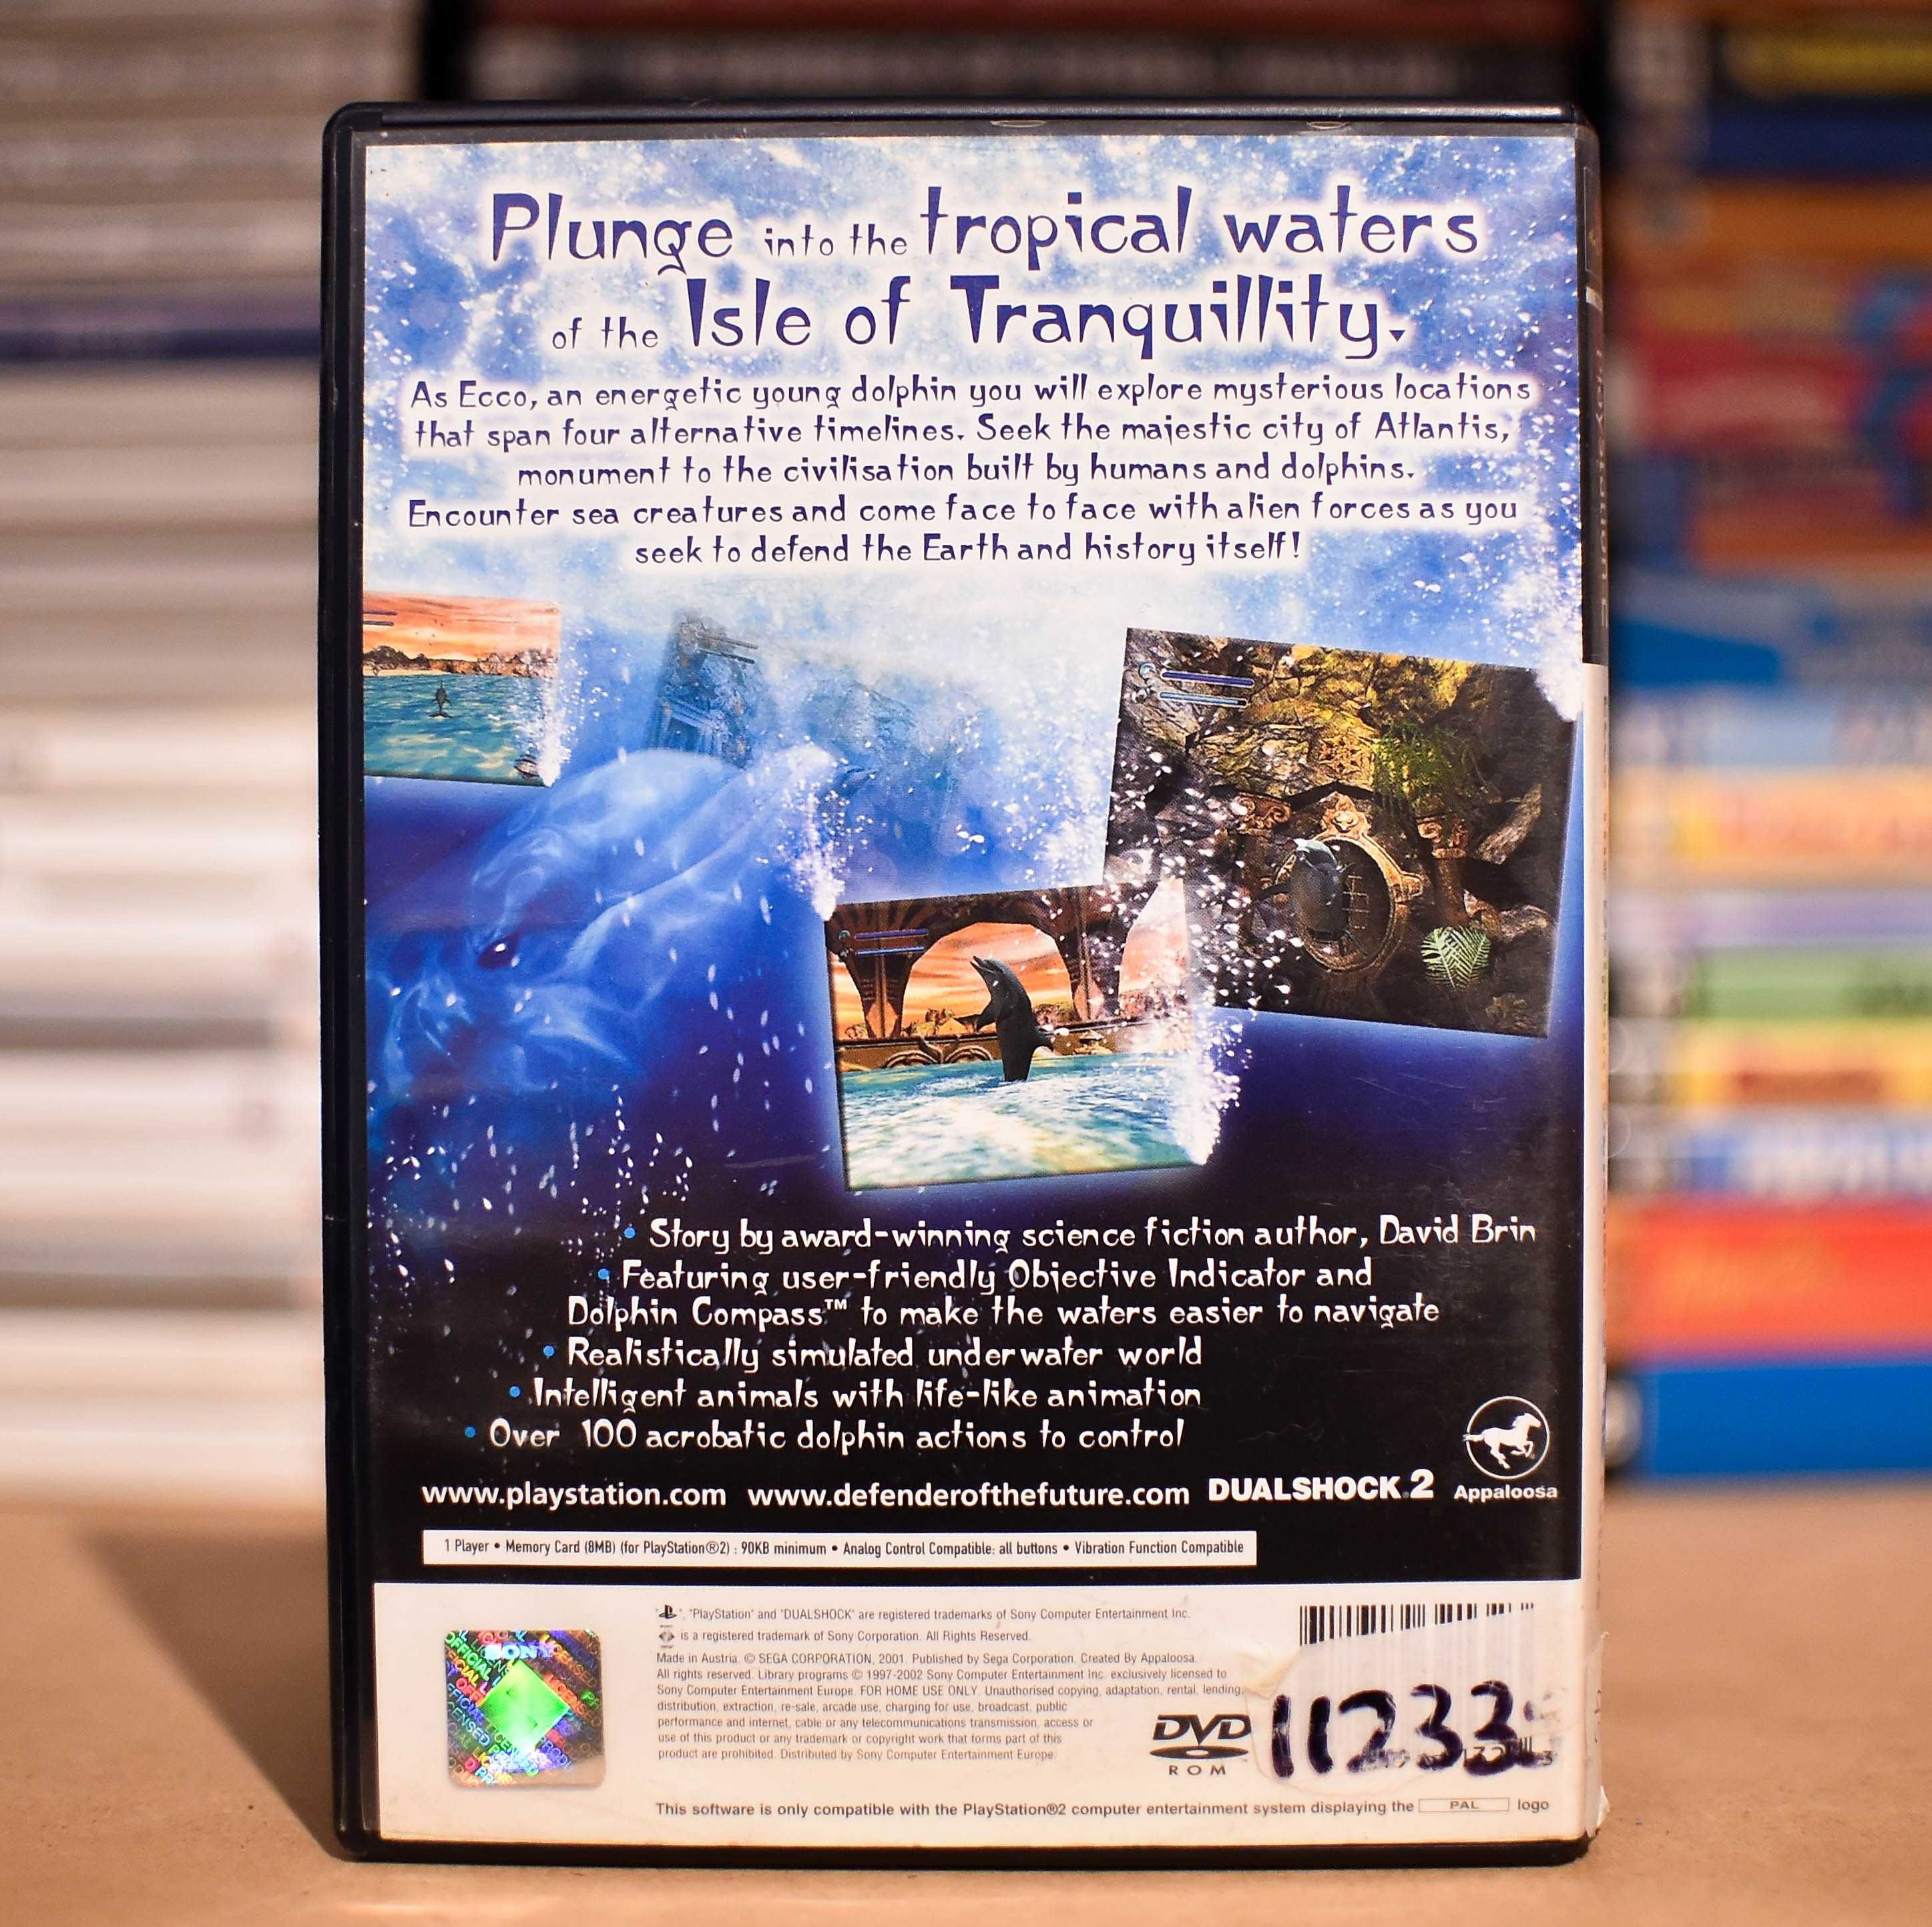 Plunge into the tropical waters
of the Isle of Tranquillity.
As Ecco, an energetic young dolphin you will explore mysterious locations
that span four alternative timelines. Seek the majestic city of Atlantis,
monument to the civilisation built by humans and dolphins.
Encounter sea creatures and come face to face with alien forces as you
seek to defend the Earth and history itself!
• Story by award-winning science fiction author, David Brin
• Featuring user-friendly Objective Indicator and
Dolphin Compass™ to make the waters easier to navigate
• Realistically simulated underwater world
• Intelligent animals with life-like animation
• Over 100 acrobatic dolphin actions to control
www.playstation.com www.defenderofthefuture.com DUALSHOCK 2 Appaloosa
1 Player • Memory Card (8MB) (for PlayStation®2) : 90KB minimum • Analog Control Compatible: all buttons • Vibration Function Compatible
"PlayStation" and "DUALSHOCK" are registered trademarks of Sony Computer Entertainment Inc.
is a registered trademark of Sony Corporation. All Rights Reserved.
Made in Austria. © SEGA CORPORATION, 2001. Published by Sega Corporation. Created By Appaloosa.
All rights reserved. Library programs © 1997-2002 Sony Computer Entertainment Inc. exclusively licensed to
Sony Computer Entertainment Europe. FOR HOME USE ONLY. Unauthorised copying, adaptation, rental, lending,
distribution, extraction, re-sale, arcade use, charging for use, broadcast, public
performance and internet, cable or any telecommunications transmission, access or
use of this product or any trademark or copyright work that forms part of this
product are prohibited. Distributed by Sony Computer Entertainment Europe.
SONY
DVD
ROM
11233
This software is only compatible with the PlayStation®2 computer entertainment system displaying the PAL logo